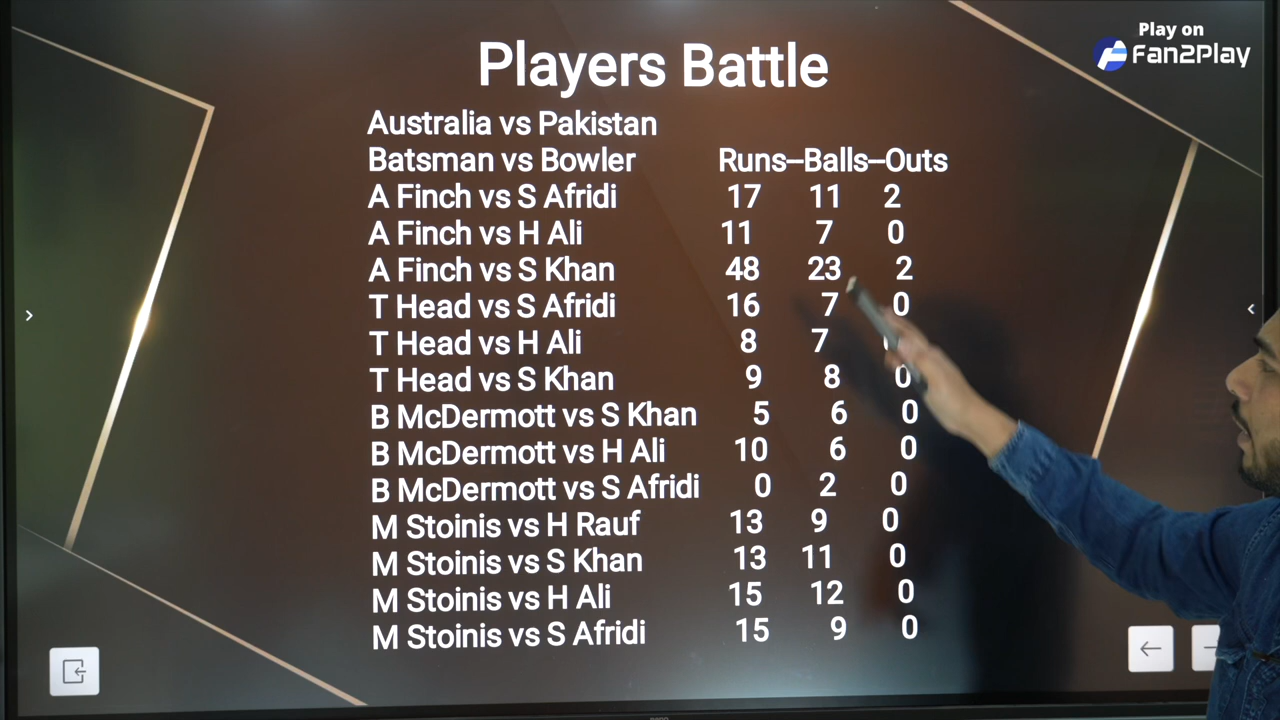 Play on
Fan2Play
Players Battle
Australia vs Pakistan
Batsman vs Bowler Runs–Balls–Outs
A Finch vs S Afridi 17 11 2
A Finch vs H Ali 11 7 0
A Finch vs S Khan 48 23 2
T Head vs S Afridi 16 7 0
T Head vs H Ali 8 7
T Head vs S Khan 9 8 0
B McDermott vs S Khan 5 6 0
B McDermott vs H Ali 10 6 0
B McDermott vs S Afridi 0 2 0
M Stoinis vs H Rauf 13 9 0
M Stoinis vs S Khan 13 11 0
M Stoinis vs H Ali 15 12 0
M Stoinis vs S Afridi 15 9 0